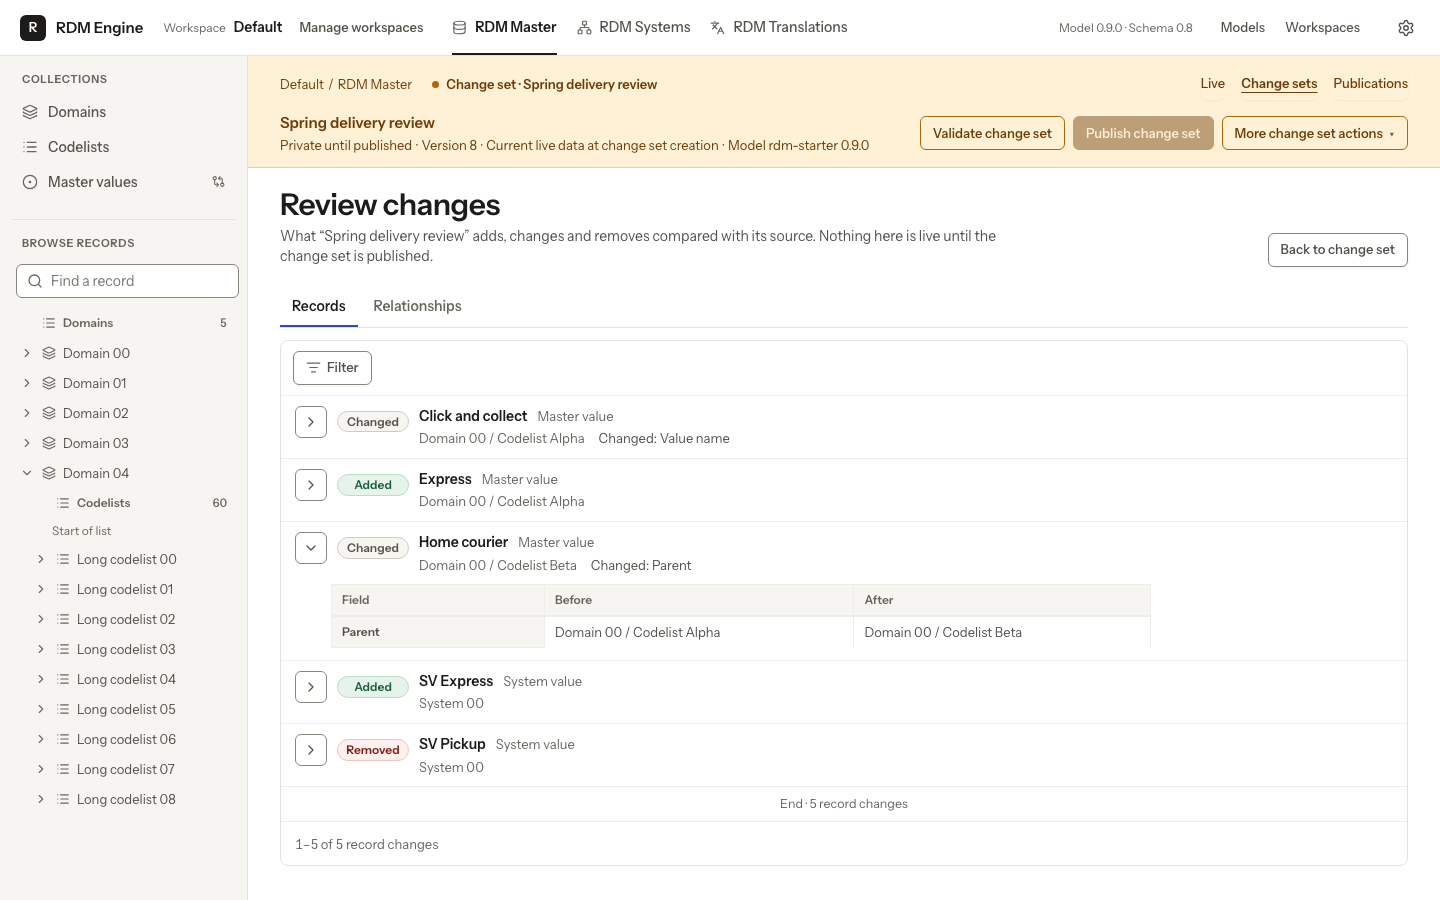 R RDM Engine Workspace Default Manage workspaces RDM Master RDM Systems RDM Translations Model 0.9.0 · Schema 0.8 Models Workspaces
COLLECTIONS
Domains
Codelists
Master values
BROWSE RECORDS
Find a record
Domains 5
Domain 00
Domain 01
Domain 02
Domain 03
Domain 04
Codelists 60
Start of list
Long codelist 00
Long codelist 01
Long codelist 02
Long codelist 03
Long codelist 04
Long codelist 05
Long codelist 06
Long codelist 07
Long codelist 08
Default / RDM Master Change set · Spring delivery review Live Change sets Publications
Spring delivery review
Private until published · Version 8 · Current live data at change set creation · Model rdm-starter 0.9.0
Validate change set Publish change set More change set actions
Review changes
What “Spring delivery review” adds, changes and removes compared with its source. Nothing here is live until the
change set is published.
Back to change set
Records Relationships
Filter
Changed Click and collect Master value
Domain 00 / Codelist Alpha Changed: Value name
Added Express Master value
Domain 00 / Codelist Alpha
Changed Home courier Master value
Domain 00 / Codelist Beta Changed: Parent
Field Before After
Parent Domain 00 / Codelist Alpha Domain 00 / Codelist Beta
Added SV Express System value
System 00
Removed SV Pickup System value
System 00
End · 5 record changes
1–5 of 5 record changes